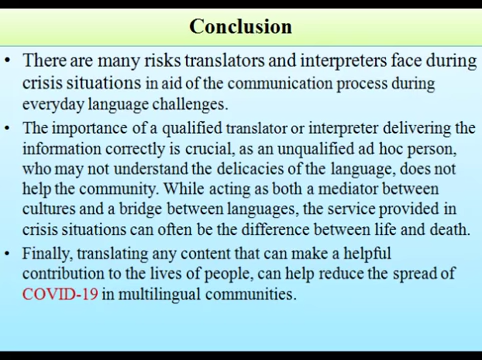 Conclusion
• There are many risks translators and interpreters face during
crisis situations in aid of the communication process during
everyday language challenges.
• The importance of a qualified translator or interpreter delivering the
information correctly is crucial, as an unqualified ad hoc person,
who may not understand the delicacies of the language, does not
help the community. While acting as both a mediator between
cultures and a bridge between languages, the service provided in
crisis situations can often be the difference between life and death.
• Finally, translating any content that can make a helpful
contribution to the lives of people, can help reduce the spread of
COVID-19 in multilingual communities.